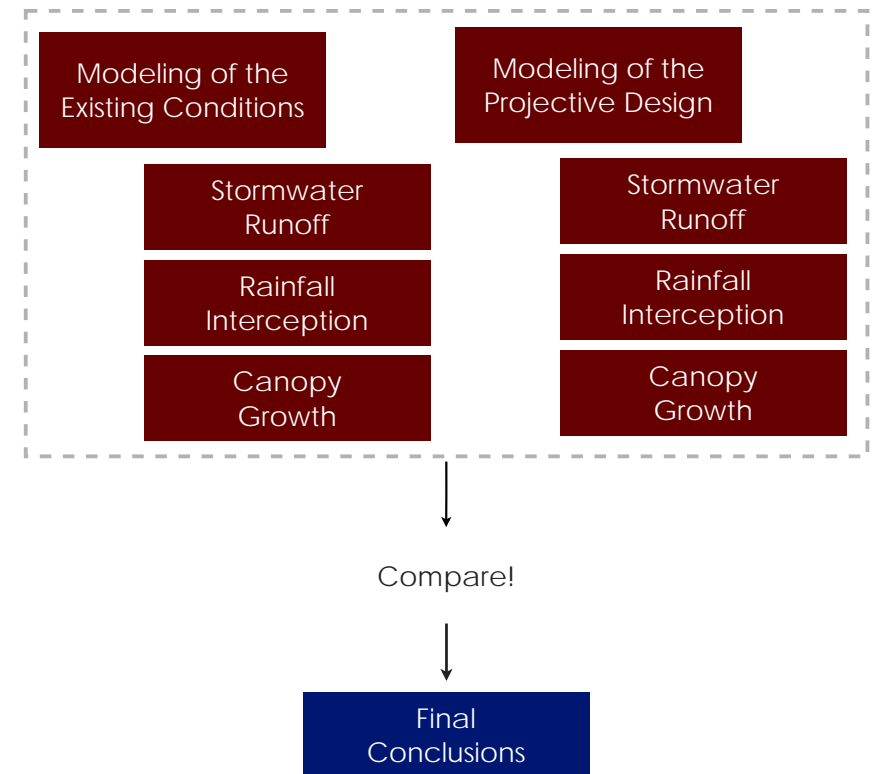 Modeling of the
Existing Conditions
Stormwater
Runoff
Rainfall
Interception
Canopy
Growth
Modeling of the
Projective Design
Stormwater
Runoff
Rainfall
Interception
Canopy
Growth
Compare!
Final
Conclusions